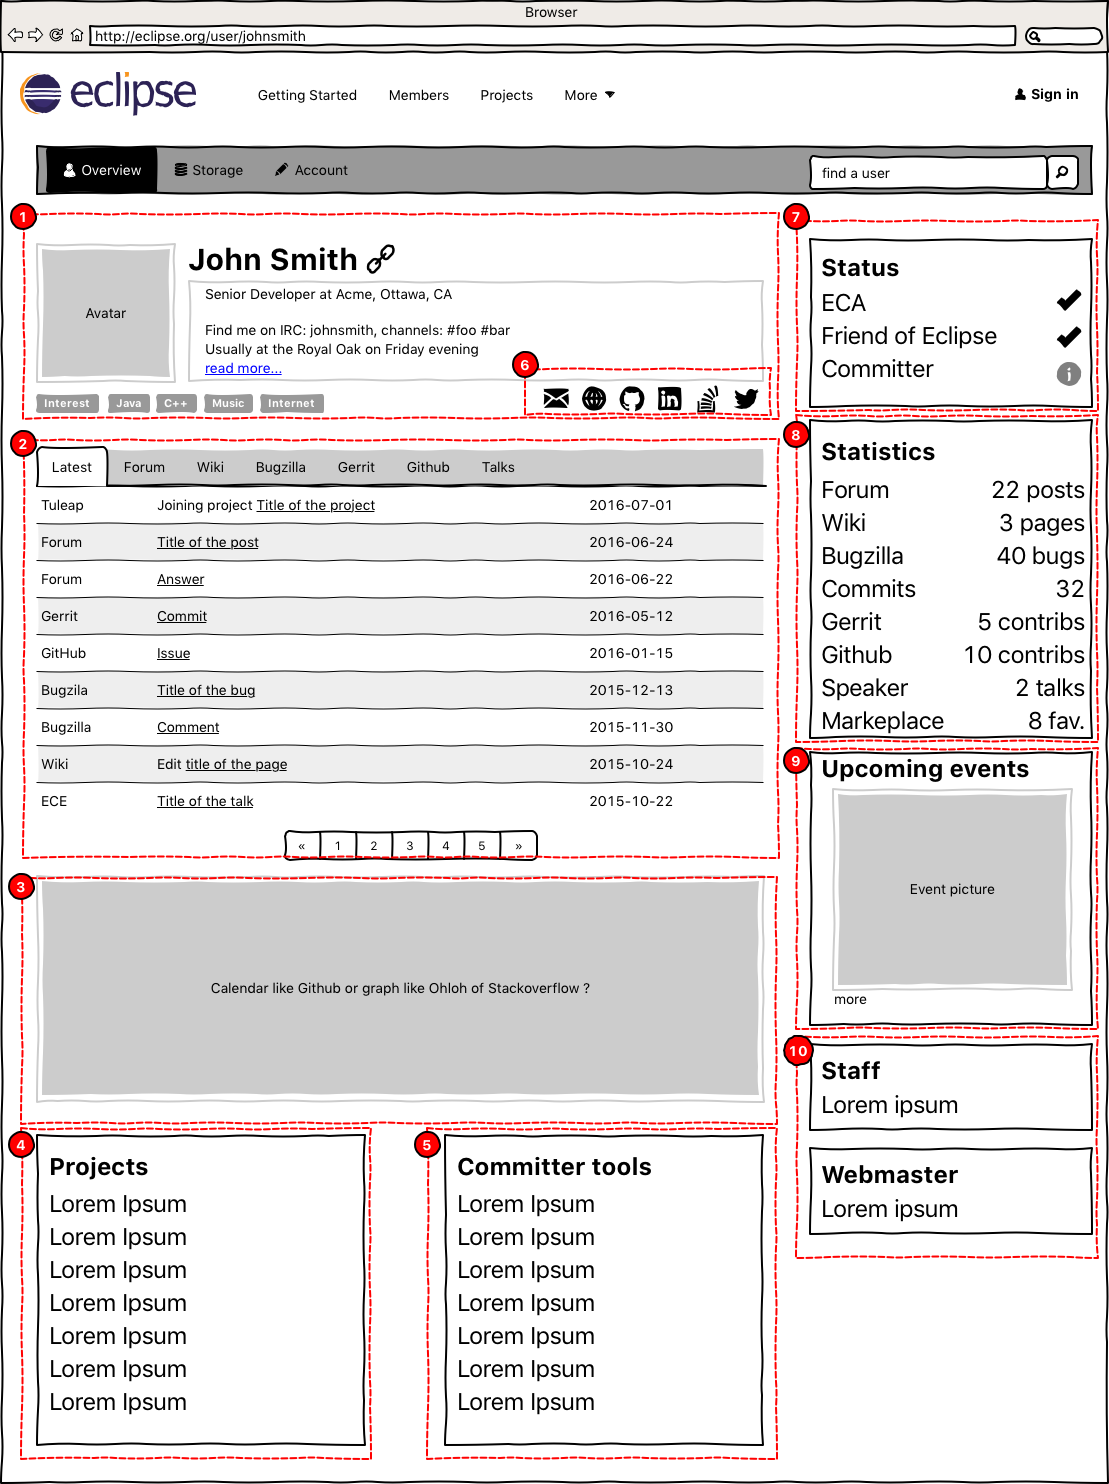 Browser
http://eclipse.org/user/johnsmith
eclipse
Getting Started Members Projects More
Sign in
Overview Storage Account
find a user
1
John Smith
Avatar
Senior Developer at Acme, Ottawa, CA
Find me on IRC: johnsmith, channels: #foo #bar
Usually at the Royal Oak on Friday evening
read more...
6
Interest Java C++ Music Internet
2
Latest Forum Wiki Bugzilla Gerrit Github Talks
Tuleap Joining project Title of the project 2016-07-01
Forum Title of the post 2016-06-24
Forum Answer 2016-06-22
Gerrit Commit 2016-05-12
GitHub Issue 2016-01-15
Bugzila Title of the bug 2015-12-13
Bugzilla Comment 2015-11-30
Wiki Edit title of the page 2015-10-24
ECE Title of the talk 2015-10-22
« 1 2 3 4 5 »
3
Calendar like Github or graph like Ohloh of Stackoverflow ?
4
Projects
Lorem Ipsum
Lorem Ipsum
Lorem Ipsum
Lorem Ipsum
Lorem Ipsum
Lorem Ipsum
Lorem Ipsum
5
Committer tools
Lorem Ipsum
Lorem Ipsum
Lorem Ipsum
Lorem Ipsum
Lorem Ipsum
Lorem Ipsum
Lorem Ipsum
7
Status
ECA
Friend of Eclipse
Committer
8
Statistics
Forum 22 posts
Wiki 3 pages
Bugzilla 40 bugs
Commits 32
Gerrit 5 contribs
Github 10 contribs
Speaker 2 talks
Markeplace 8 fav.
9
Upcoming events
Event picture
more
10
Staff
Lorem ipsum
Webmaster
Lorem ipsum